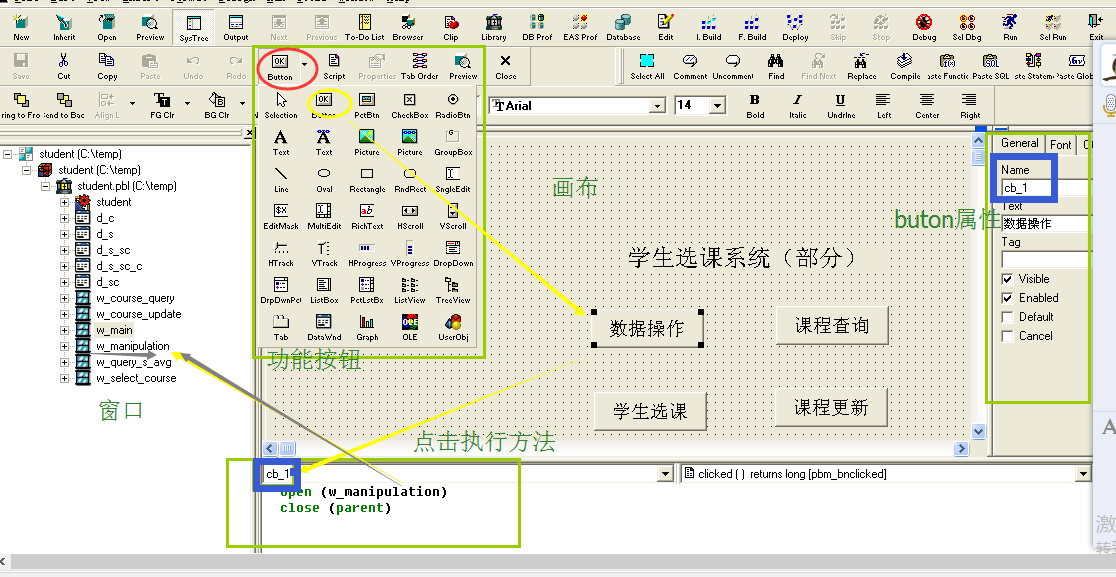 New Inherit Open Preview SysTree Output Next Previous To-Do List Browser Clip Library DB Prof EAS Prof Database Edit I. Build F. Build Deploy Skip Stop Debug Sel Dbg Run Sel Run Exit
Save Cut Copy Paste Undo Redo Button Script Properties Tab Order Preview Close Select All Comment Uncomment Find Find Next Replace Compile aste Functic Paste SQL ste Statem Paste Glob
ring to Fro end to Bac Align L FG Clr BG Clr
Selection Button PctBtn CheckBox RadioBtn
Arial 14 Bold Italic Undrlne Left Center Right
Text Text Picture Picture GroupBox
Line Oval Rectangle RndRect SngleEdit
EditMask MultiEdit RichText HScroll VScroll
HTrack VTrack HProgress VProgress DropDown
DrpDwnPct ListBox PctLstBx ListView TreeView
Tab DataWnd Graph OLE UserObj
功能按钮
student (C:\temp)
student (C:\temp)
student.pbl (C:\temp)
student
d_c
d_s
d_s_sc
d_s_sc_c
d_sc
w_course_query
w_course_update
w_main
w_manipulation
w_query_s_avg
w_select_course
窗口
画布
学生选课系统（部分）
数据操作 课程查询
学生选课 课程更新
点击执行方法
General Font
Name
cb_1
Text
数据操作
Tag
Visible
Enabled
Default
Cancel
buton属性
cb_1 clicked ( ) returns long [pbm_bnclicked]
open (w_manipulation)
close (parent)
A
激
转到